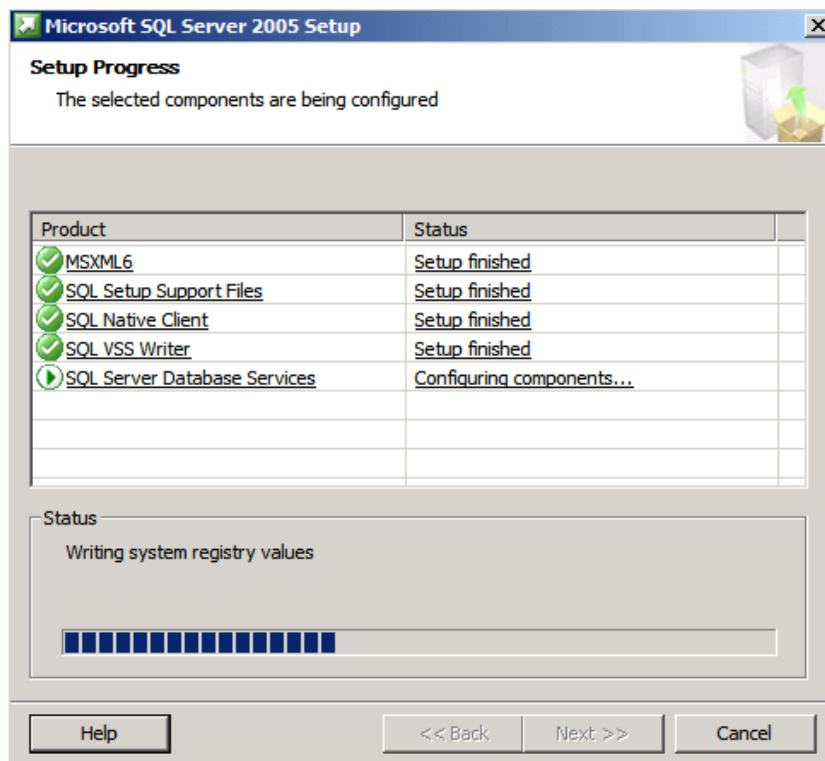 Microsoft SQL Server 2005 Setup
Setup Progress
The selected components are being configured
Product Status
MSXML6 Setup finished
SQL Setup Support Files Setup finished
SQL Native Client Setup finished
SQL VSS Writer Setup finished
SQL Server Database Services Configuring components...
Status
Writing system registry values
Help << Back Next >> Cancel